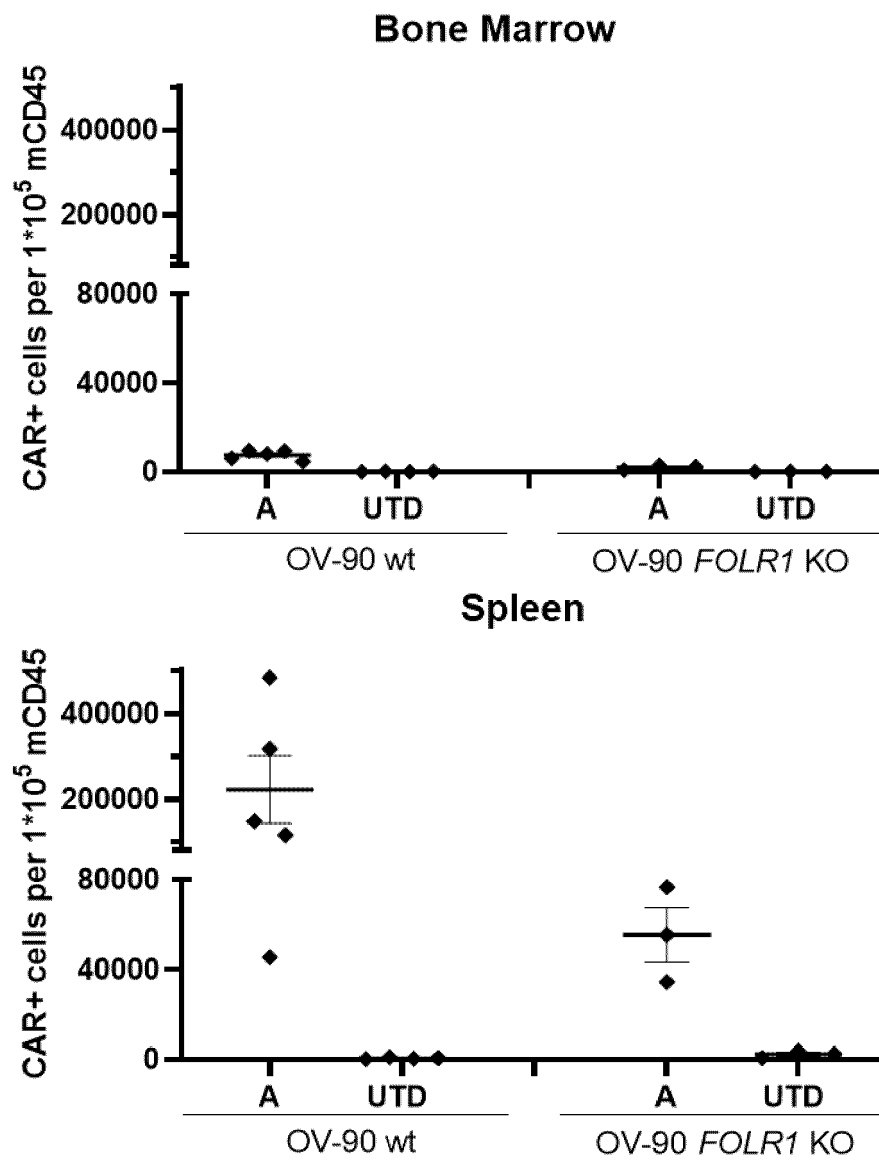 Bone Marrow
CAR+ cells per 1*10⁵ mCD45
400000
200000
80000
40000
0
A UTD A UTD
OV-90 wt OV-90 FOLR1 KO
Spleen
CAR+ cells per 1*10⁵ mCD45
400000
200000
80000
40000
0
A UTD A UTD
OV-90 wt OV-90 FOLR1 KO